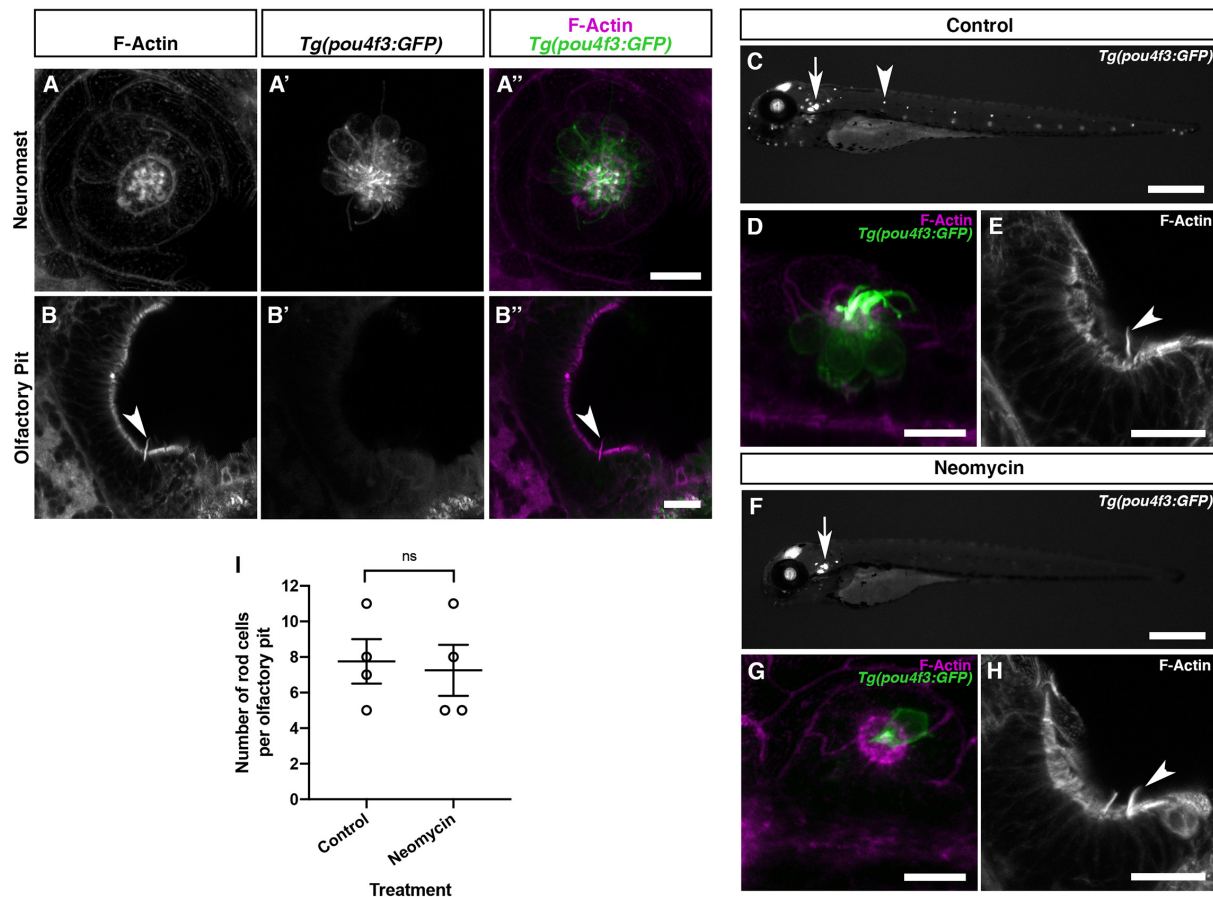 F-Actin
Tg(pou4f3:GFP)
F-Actin
Tg(pou4f3:GFP)
Neuromast
A
A'
A''
Olfactory Pit
B
B'
B''
Control
C
Tg(pou4f3:GFP)
D
F-Actin
Tg(pou4f3:GFP)
E
F-Actin
Neomycin
F
Tg(pou4f3:GFP)
G
F-Actin
Tg(pou4f3:GFP)
H
F-Actin
I
ns
Number of rod cells
per olfactory pit
12
10
8
6
4
2
0
Control
Neomycin
Treatment